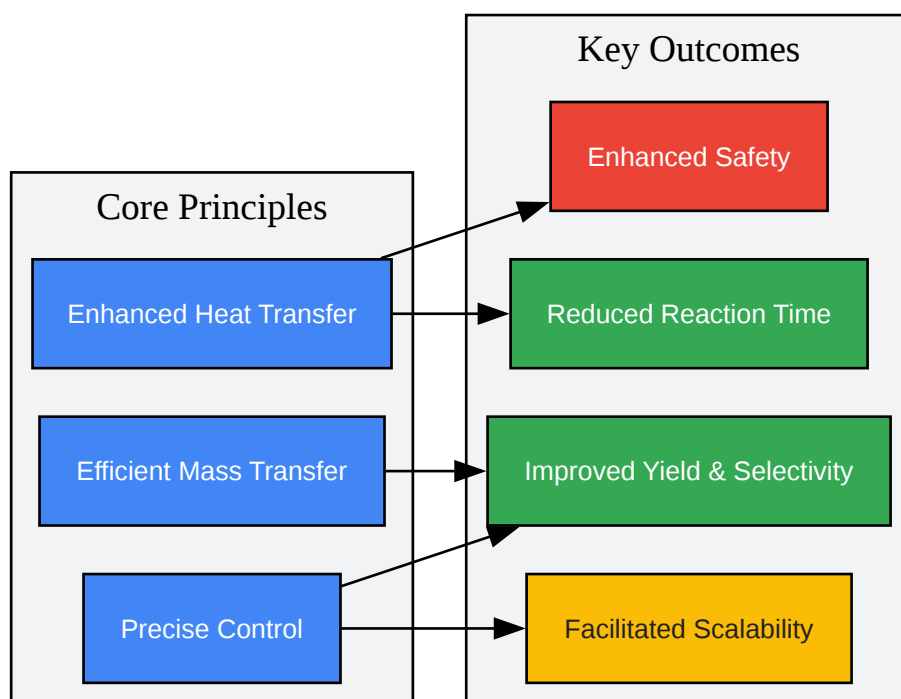 Core Principles
Enhanced Heat Transfer
Efficient Mass Transfer
Precise Control
Key Outcomes
Enhanced Safety
Reduced Reaction Time
Improved Yield & Selectivity
Facilitated Scalability